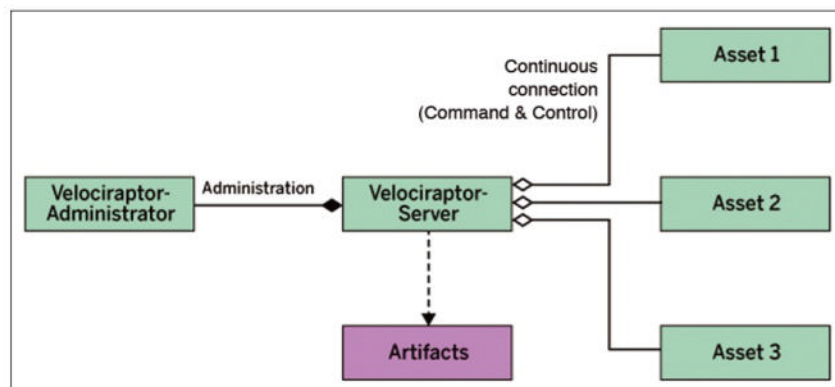 Asset 1
Continuous
connection
(Command & Control)
Velociraptor-
Administrator
Administration
Velociraptor-
Server
Asset 2
Artifacts
Asset 3